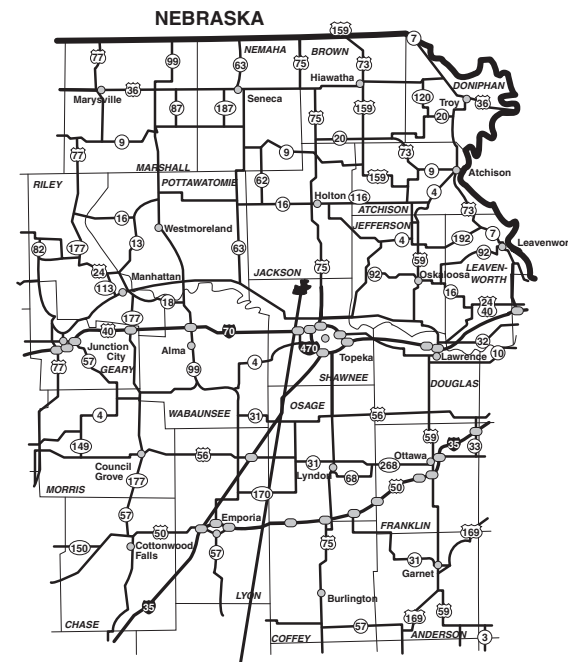 NEBRASKA
159
7
77
99
NEMAHA
BROWN
63
75
73
Hiawatha
DONIPHAN
36
Marysville
Seneca
87
187
159
120
Troy
36
75
20
9
20
77
9
73
MARSHALL
159
9
Atchison
RILEY
POTTAWATOMIE
62
4
16
Holton
116
ATCHISON
73
16
JEFFERSON
Westmoreland
4
192
7
Leavenwor
82
177
13
63
59
92
JACKSON
75
LEAVEN-
WORTH
24
92
Oskaloosa
113
Manhattan
16
18
24
40
177
40
70
470
32
Junction
City
Alma
Topeka
Lawrence
10
57
4
77
GEARY
99
SHAWNEE
DOUGLAS
WABAUNSEE
OSAGE
4
31
56
149
59
35
33
56
Ottawa
Council
Grove
31
268
Lyndon
68
177
170
50
MORRIS
57
Emporia
FRANKLIN
50
169
150
75
Cottonwood
Falls
57
31
Garnet
35
LYON
Burlington
169
59
CHASE
57
COFFEY
ANDERSON
3